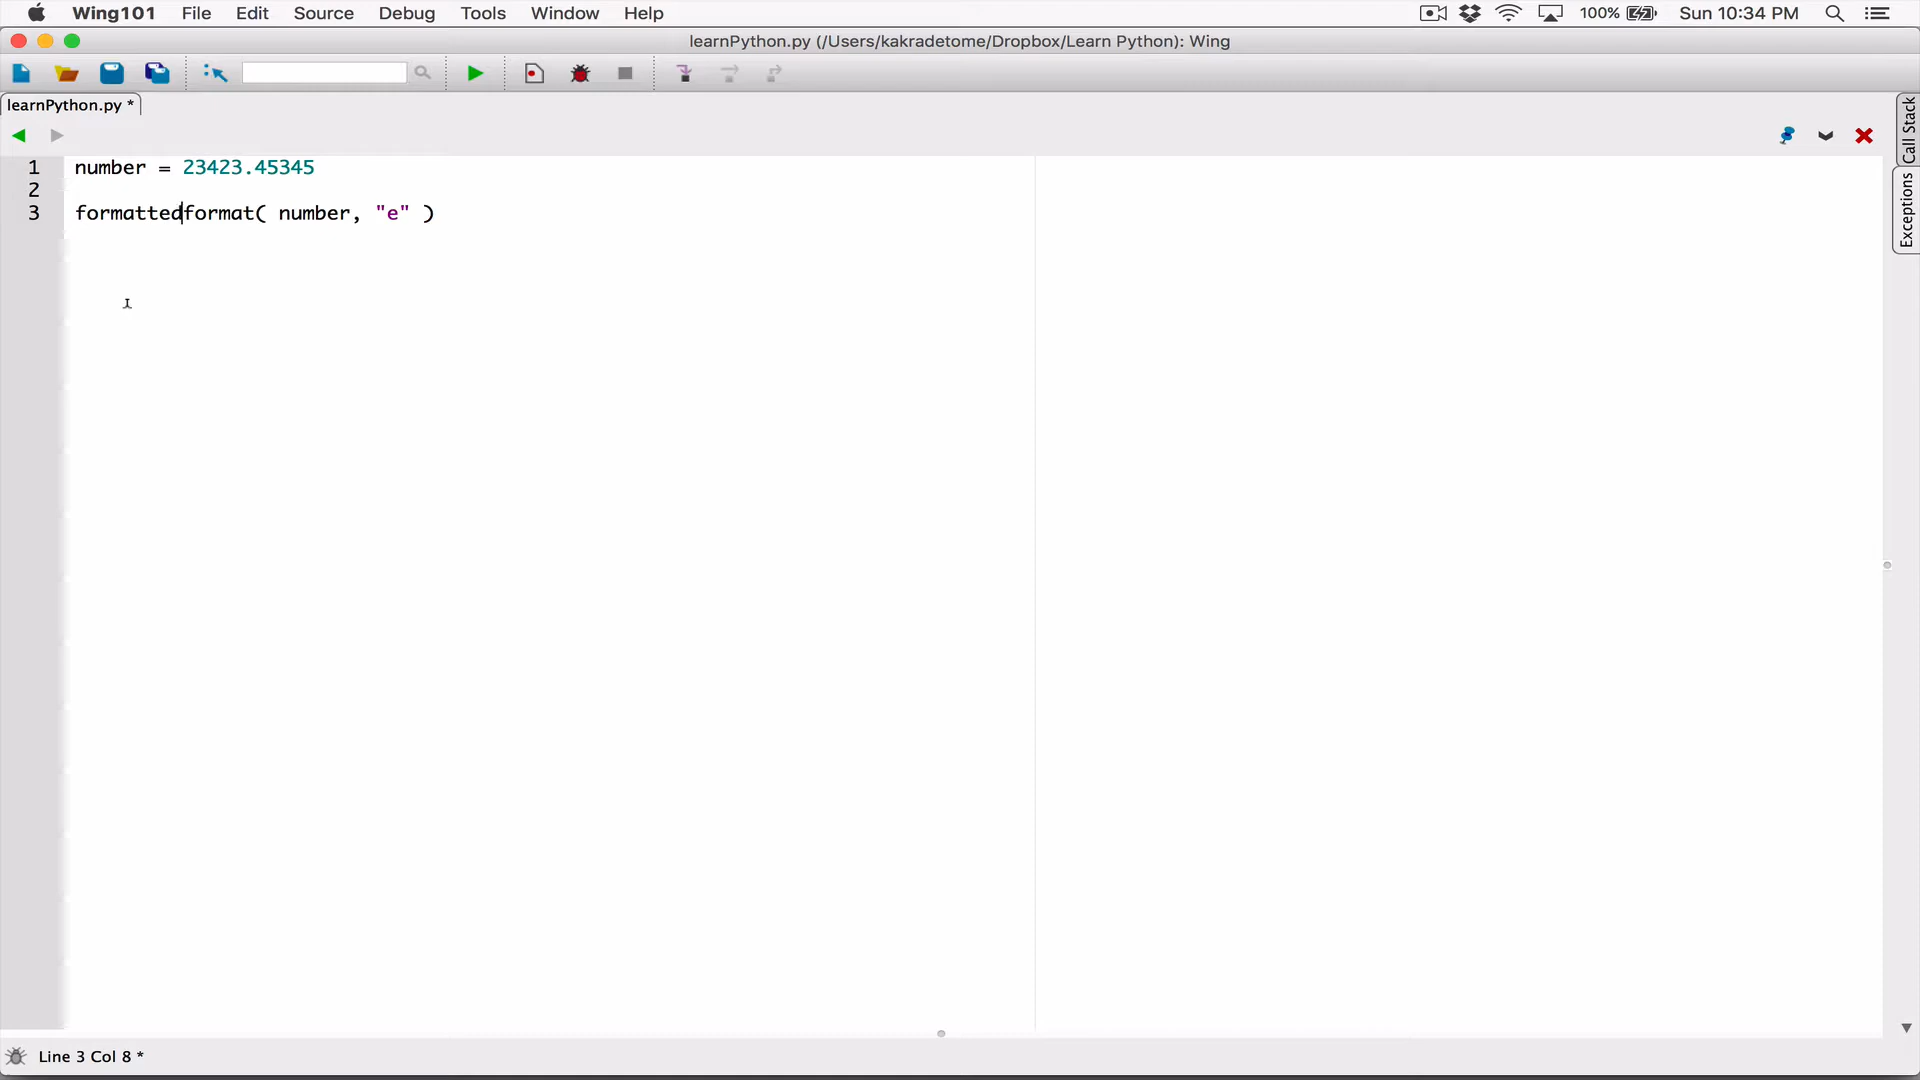 Wing101 File Edit Source Debug Tools Window Help 100% Sun 10:34 PM
learnPython.py (/Users/kakradetome/Dropbox/Learn Python): Wing
learnPython.py *
1 number = 23423.45345
2
3 formattedformat( number, "e" )
Call Stack
Exceptions
Line 3 Col 8 *